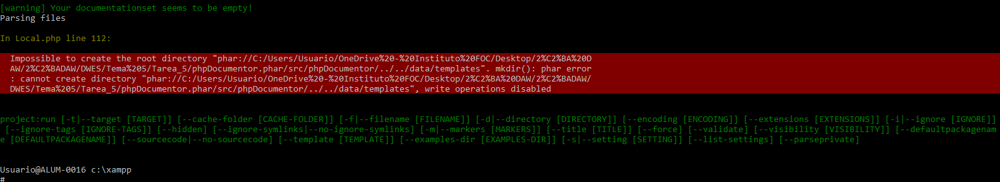 [warning] Your documentationset seems to be empty!
Parsing files
In Local.php line 112:
Impossible to create the root directory "phar://C:/Users/Usuario/OneDrive%20-%20Instituto%20FOC/Desktop/2%C2%BA%20D
AW/2%C2%BADAW/DWES/Tema%205/Tarea_5/phpDocumentor.phar/src/phpDocumentor/../../data/templates". mkdir(): phar error
: cannot create directory "phar://C:/Users/Usuario/OneDrive%20-%20Instituto%20FOC/Desktop/2%C2%BA%20DAW/2%C2%BADAW/
DWES/Tema%205/Tarea_5/phpDocumentor.phar/src/phpDocumentor/../../data/templates", write operations disabled
project:run [-t|--target [TARGET]] [--cache-folder [CACHE-FOLDER]] [-f|--filename [FILENAME]] [-d|--directory [DIRECTORY]] [--encoding [ENCODING]] [--extensions [EXTENSIONS]] [-i|--ignore [IGNORE]]
[--ignore-tags [IGNORE-TAGS]] [--hidden] [--ignore-symlinks|--no-ignore-symlinks] [-m|--markers [MARKERS]] [--title [TITLE]] [--force] [--validate] [--visibility [VISIBILITY]] [--defaultpackagenam
e [DEFAULTPACKAGENAME]] [--sourcecode|--no-sourcecode] [--template [TEMPLATE]] [--examples-dir [EXAMPLES-DIR]] [-s|--setting [SETTING]] [--list-settings] [--parseprivate]
Usuario@ALUM-0016 c:\xampp
#